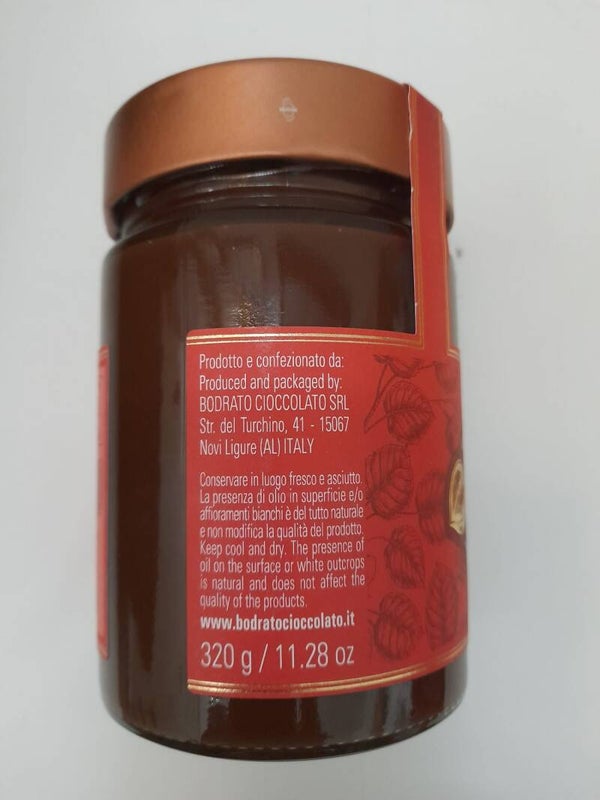 Prodotto e confezionato da:
Produced and packaged by:
BODRATO CIOCCOLATO SRL
Str. del Turchino, 41 - 15067
Novi Ligure (AL) ITALY
Conservare in luogo fresco e asciutto.
La presenza di olio in superficie e/o
affioramenti bianchi è del tutto naturale
e non modifica la qualità del prodotto.
Keep cool and dry. The presence of
oil on the surface or white outcrops
is natural and does not affect the
quality of the products.
www.bodratocioccolato.it
320 g / 11.28 oz